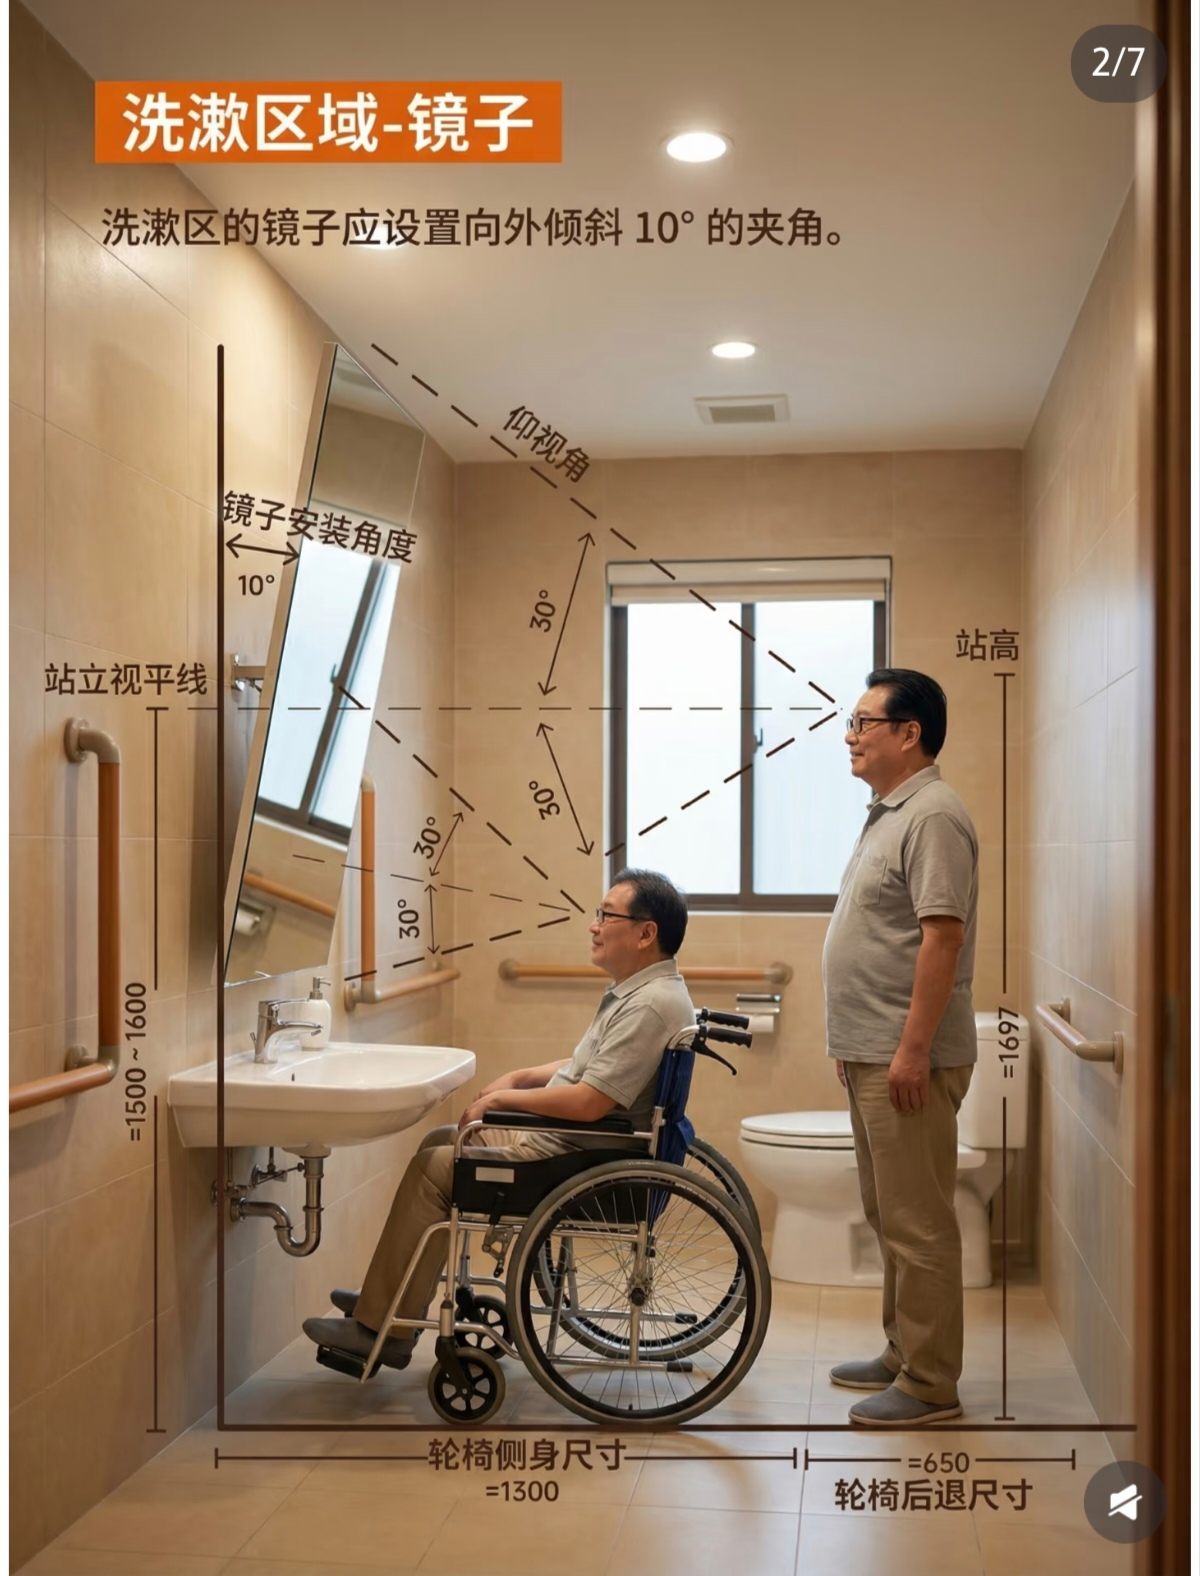 2/7
洗漱区域-镜子
洗漱区的镜子应设置向外倾斜 10° 的夹角。
仰视角
镜子安装角度
10°
30°
站高
站立视平线
30°
30°
30°
=1500 ~ 1600
=1697
轮椅侧身尺寸
=1300
=650
轮椅后退尺寸